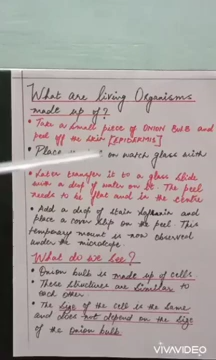 What are living Organisms
made up of?
• Take a small piece of ONION BULB and
peel off the skin [EPIDERMIS]
• Place on watch glass with
• Later transfer it to a glass slide
with a drop of water on it. The peel
needs to be flat and in the centre
• Add a drop of stain Safranin and
place a cover slip on the peel. This
temporary mount is now observed
under the microscope.
What do we See?
• Onion bulb is made up of cells.
• These structures are similar to
each other.
• The size of the cell is the same
and does not depend on the size
of the onion bulb.
VIVAVIDEO